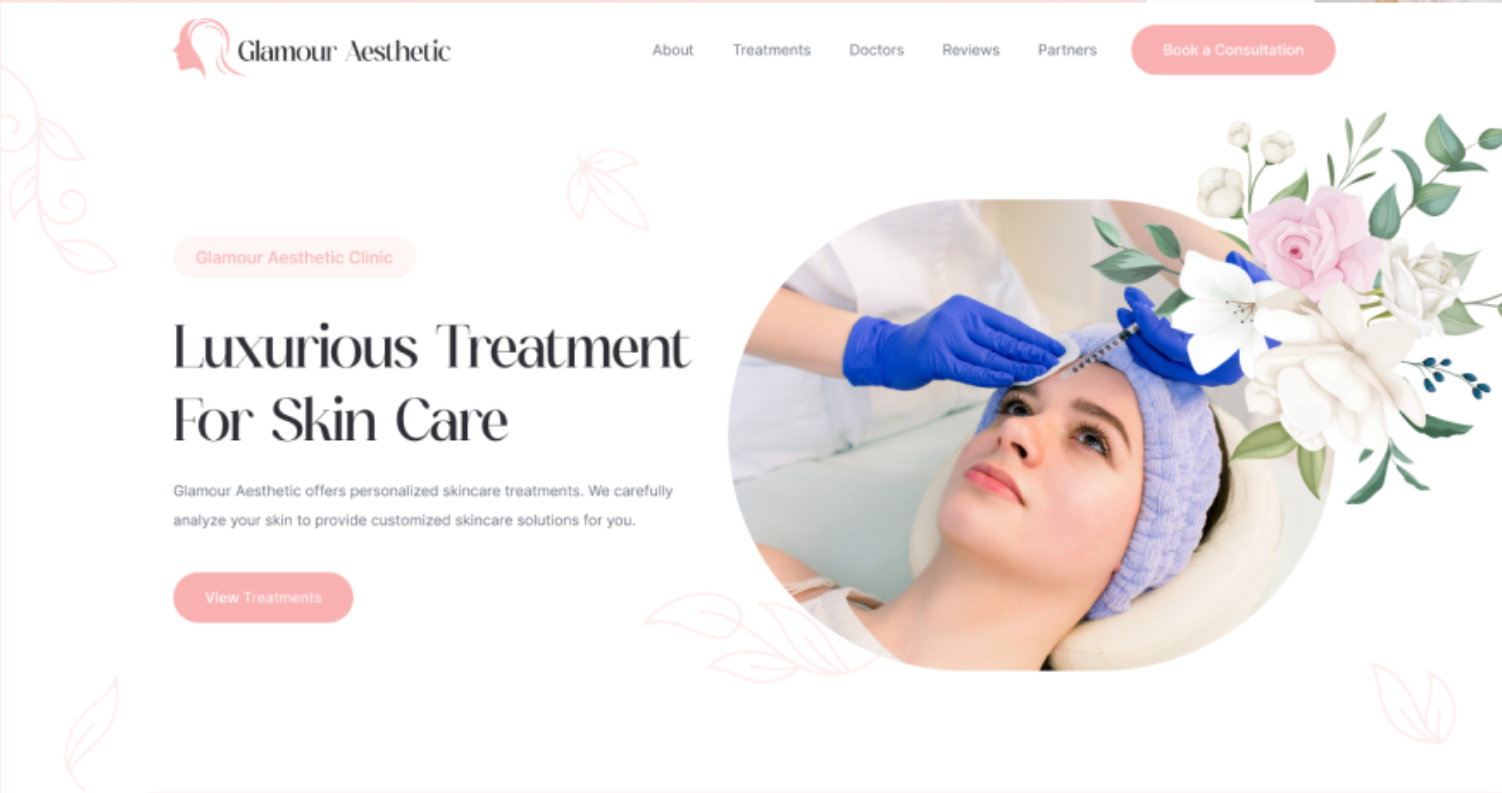 Glamour Aesthetic
About
Treatments
Doctors
Reviews
Partners
Book a Consultation
Glamour Aesthetic Clinic
Luxurious Treatment
For Skin Care
Glamour Aesthetic offers personalized skincare treatments. We carefully
analyze your skin to provide customized skincare solutions for you.
View Treatments